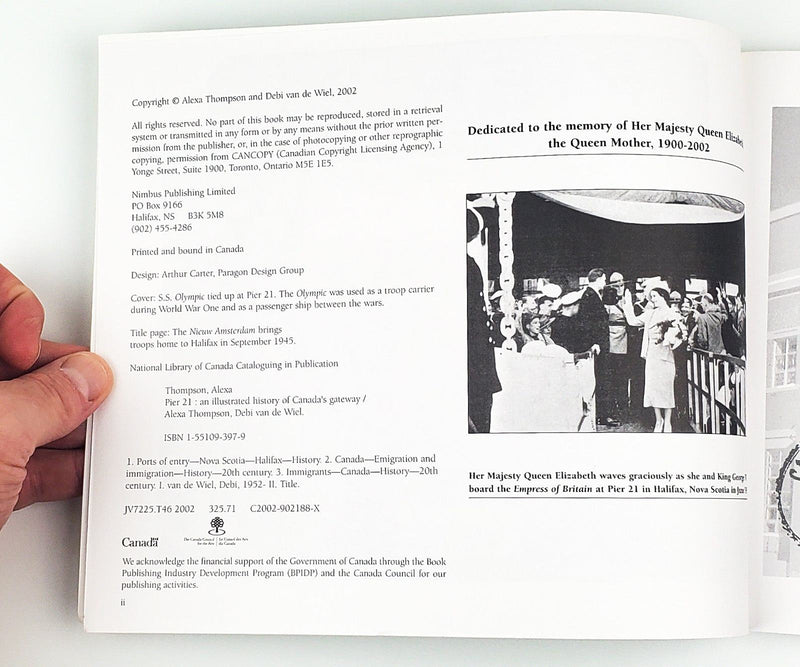 Copyright © Alexa Thompson and Debi van de Wiel, 2002
All rights reserved. No part of this book may be reproduced, stored in a retrieval
system or transmitted in any form or by any means without the prior written per-
mission from the publisher, or, in the case of photocopying or other reprographic
copying, permission from CANCOPY (Canadian Copyright Licensing Agency), 1
Yonge Street, Suite 1900, Toronto, Ontario M5E 1E5.
Nimbus Publishing Limited
PO Box 9166
Halifax, NS B3K 5M8
(902) 455-4286
Printed and bound in Canada
Design: Arthur Carter, Paragon Design Group
Cover: S.S. Olympic tied up at Pier 21. The Olympic was used as a troop carrier
during World War One and as a passenger ship between the wars.
Title page: The Nieuw Amsterdam brings
troops home to Halifax in September 1945.
National Library of Canada Cataloguing in Publication
Thompson, Alexa
Pier 21 : an illustrated history of Canada's gateway /
Alexa Thompson, Debi van de Wiel.
ISBN 1-55109-397-9
1. Ports of entry—Nova Scotia—Halifax—History. 2. Canada—Emigration and
immigration—History—20th century. 3. Immigrants—Canada—History—20th
century. I. van de Wiel, Debi, 1952- II. Title.
JV7225.T46 2002 325.71 C2002-902188-X
Canada
The Canada Council for the Arts
Conseil des Arts du Canada
We acknowledge the financial support of the Government of Canada through the Book
Publishing Industry Development Program (BPIDP) and the Canada Council for our
publishing activities.
ii
Dedicated to the memory of Her Majesty Queen Elizabe
the Queen Mother, 1900-2002
Her Majesty Queen Elizabeth waves graciously as she and King Georg
board the Empress of Britain at Pier 21 in Halifax, Nova Scotia in